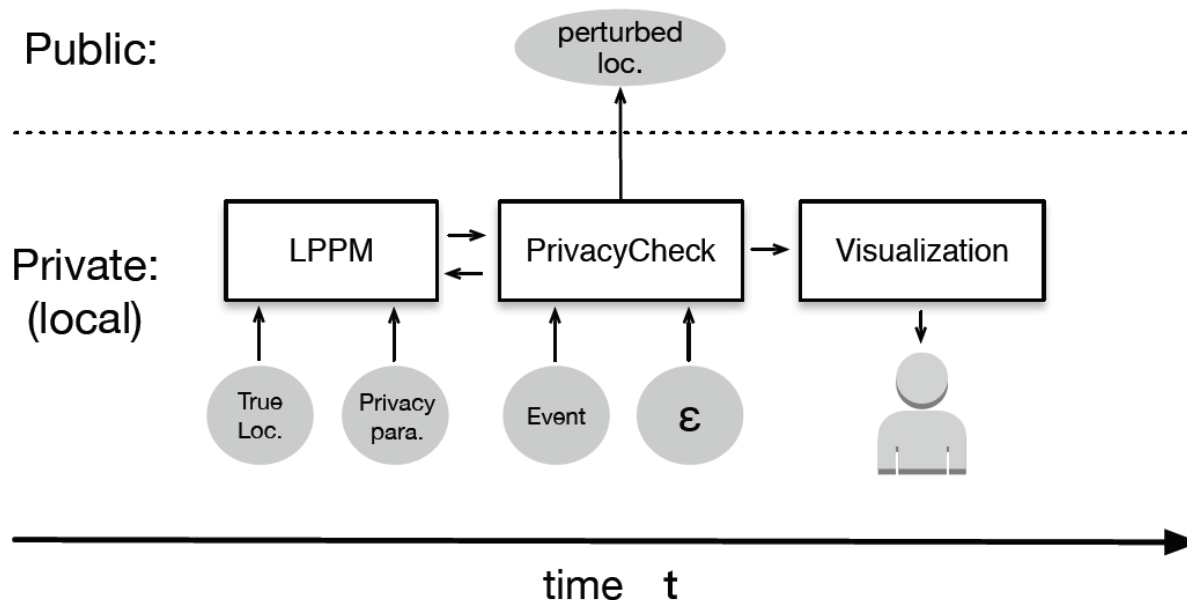 Public:
perturbed
loc.
Private:
(local)
LPPM
PrivacyCheck
Visualization
True
Loc.
Privacy
para.
Event
ε
time t